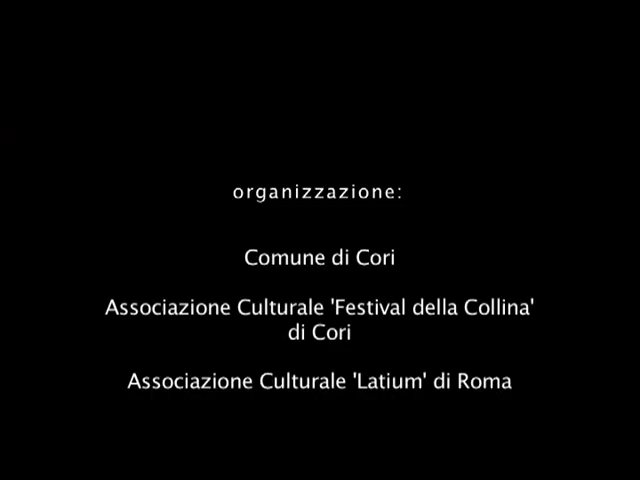 organizzazione:
Comune di Cori
Associazione Culturale 'Festival della Collina'
di Cori
Associazione Culturale 'Latium' di Roma